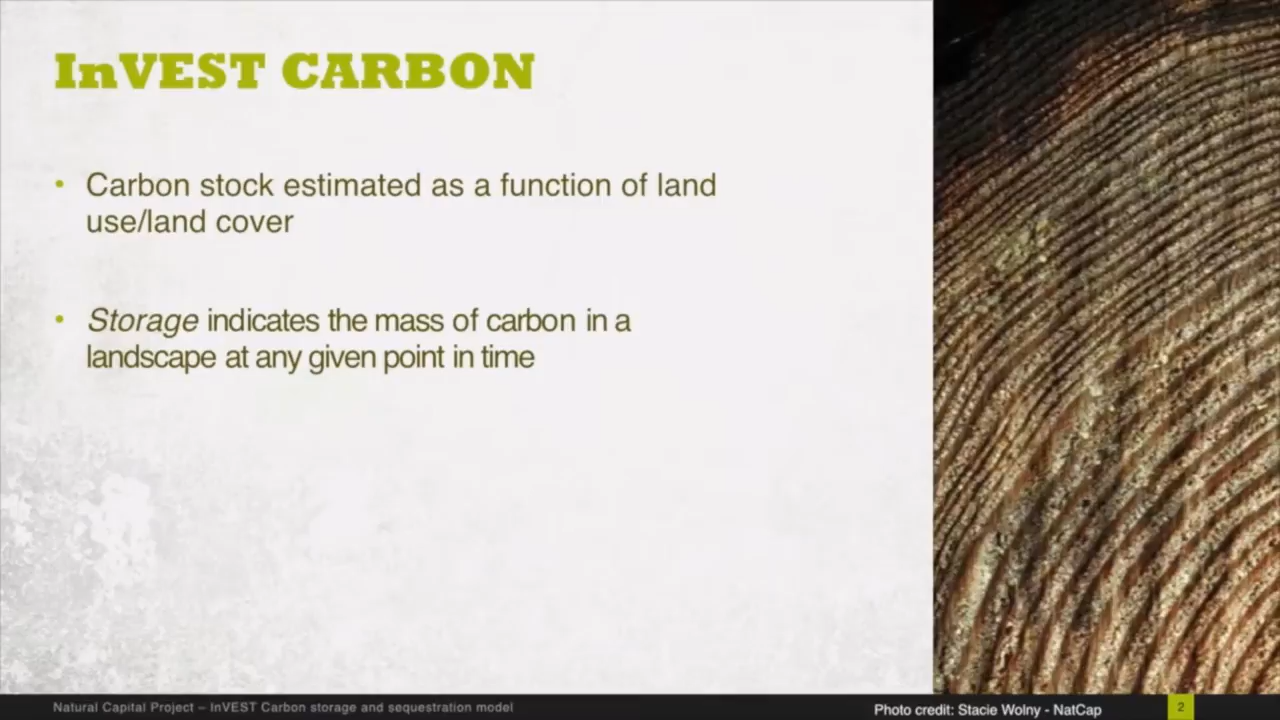 InVEST CARBON
• Carbon stock estimated as a function of land
use/land cover
• Storage indicates the mass of carbon in a
landscape at any given point in time
Natural Capital Project – InVEST Carbon storage and sequestration model
Photo credit: Stacie Wolny - NatCap
2